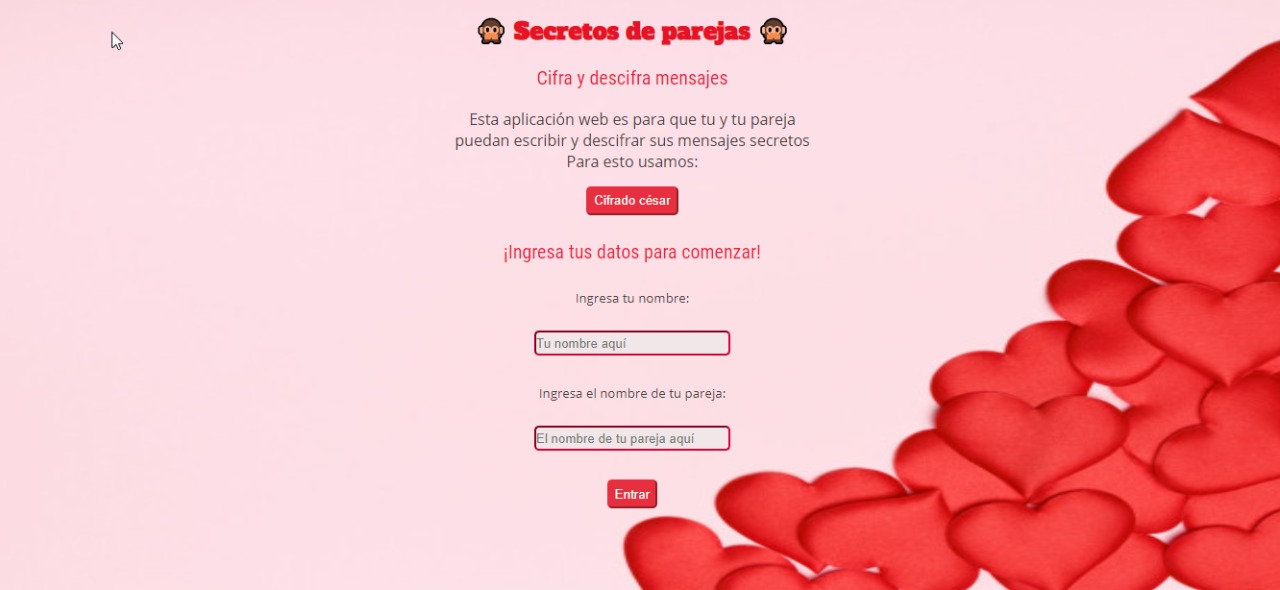 Secretos de parejas
Cifra y descifra mensajes
Esta aplicación web es para que tu y tu pareja
puedan escribir y descifrar sus mensajes secretos
Para esto usamos:
Cifrado césar
¡Ingresa tus datos para comenzar!
Ingresa tu nombre:
Tu nombre aquí
Ingresa el nombre de tu pareja:
El nombre de tu pareja aquí
Entrar